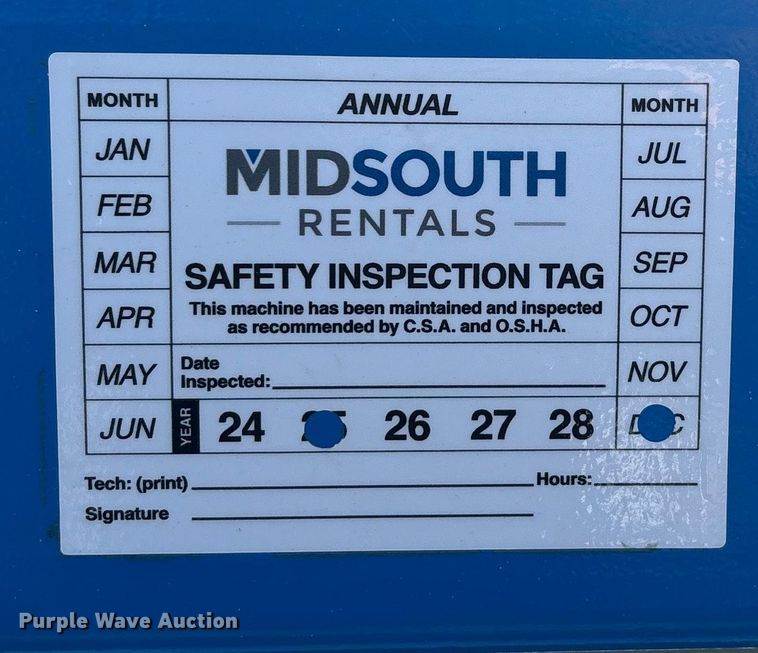 MONTH ANNUAL MONTH
JAN MIDSOUTH JUL
FEB RENTALS AUG
MAR SAFETY INSPECTION TAG SEP
This machine has been maintained and inspected
APR as recommended by C.S.A. and O.S.H.A. OCT
MAY Date Inspected: NOV
JUN YEAR 24 25 26 27 28 DEC
Tech: (print) Hours:
Signature
Purple Wave Auction